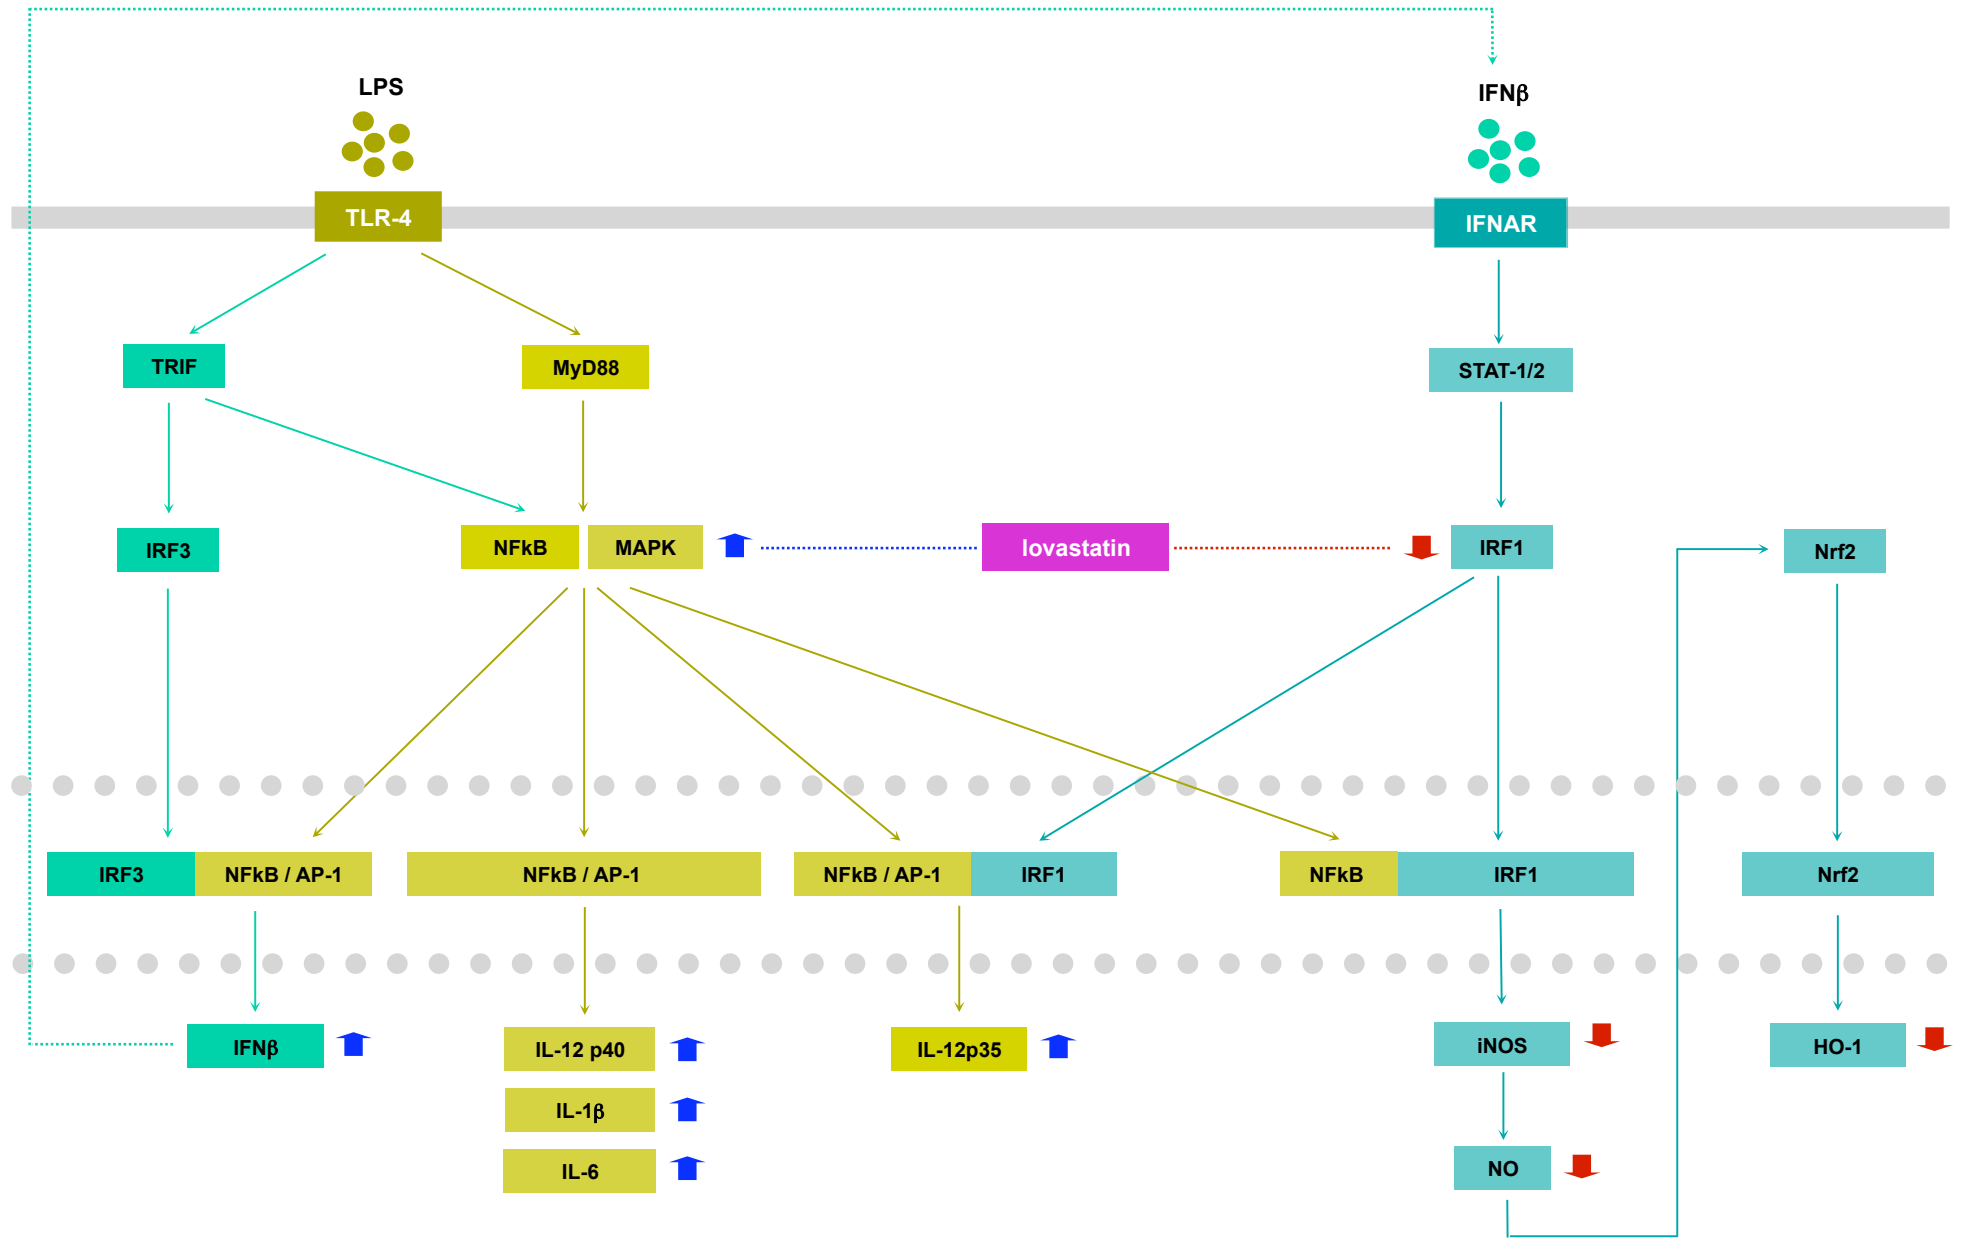 LPS
IFNβ
TLR-4
IFNAR
TRIF
MyD88
STAT-1/2
IRF3
NFkB
MAPK
lovastatin
IRF1
Nrf2
IRF3
NFkB / AP-1
NFkB / AP-1
NFkB / AP-1
IRF1
NFkB
IRF1
Nrf2
IFNβ
IL-12 p40
IL-12p35
iNOS
HO-1
IL-1β
IL-6
NO